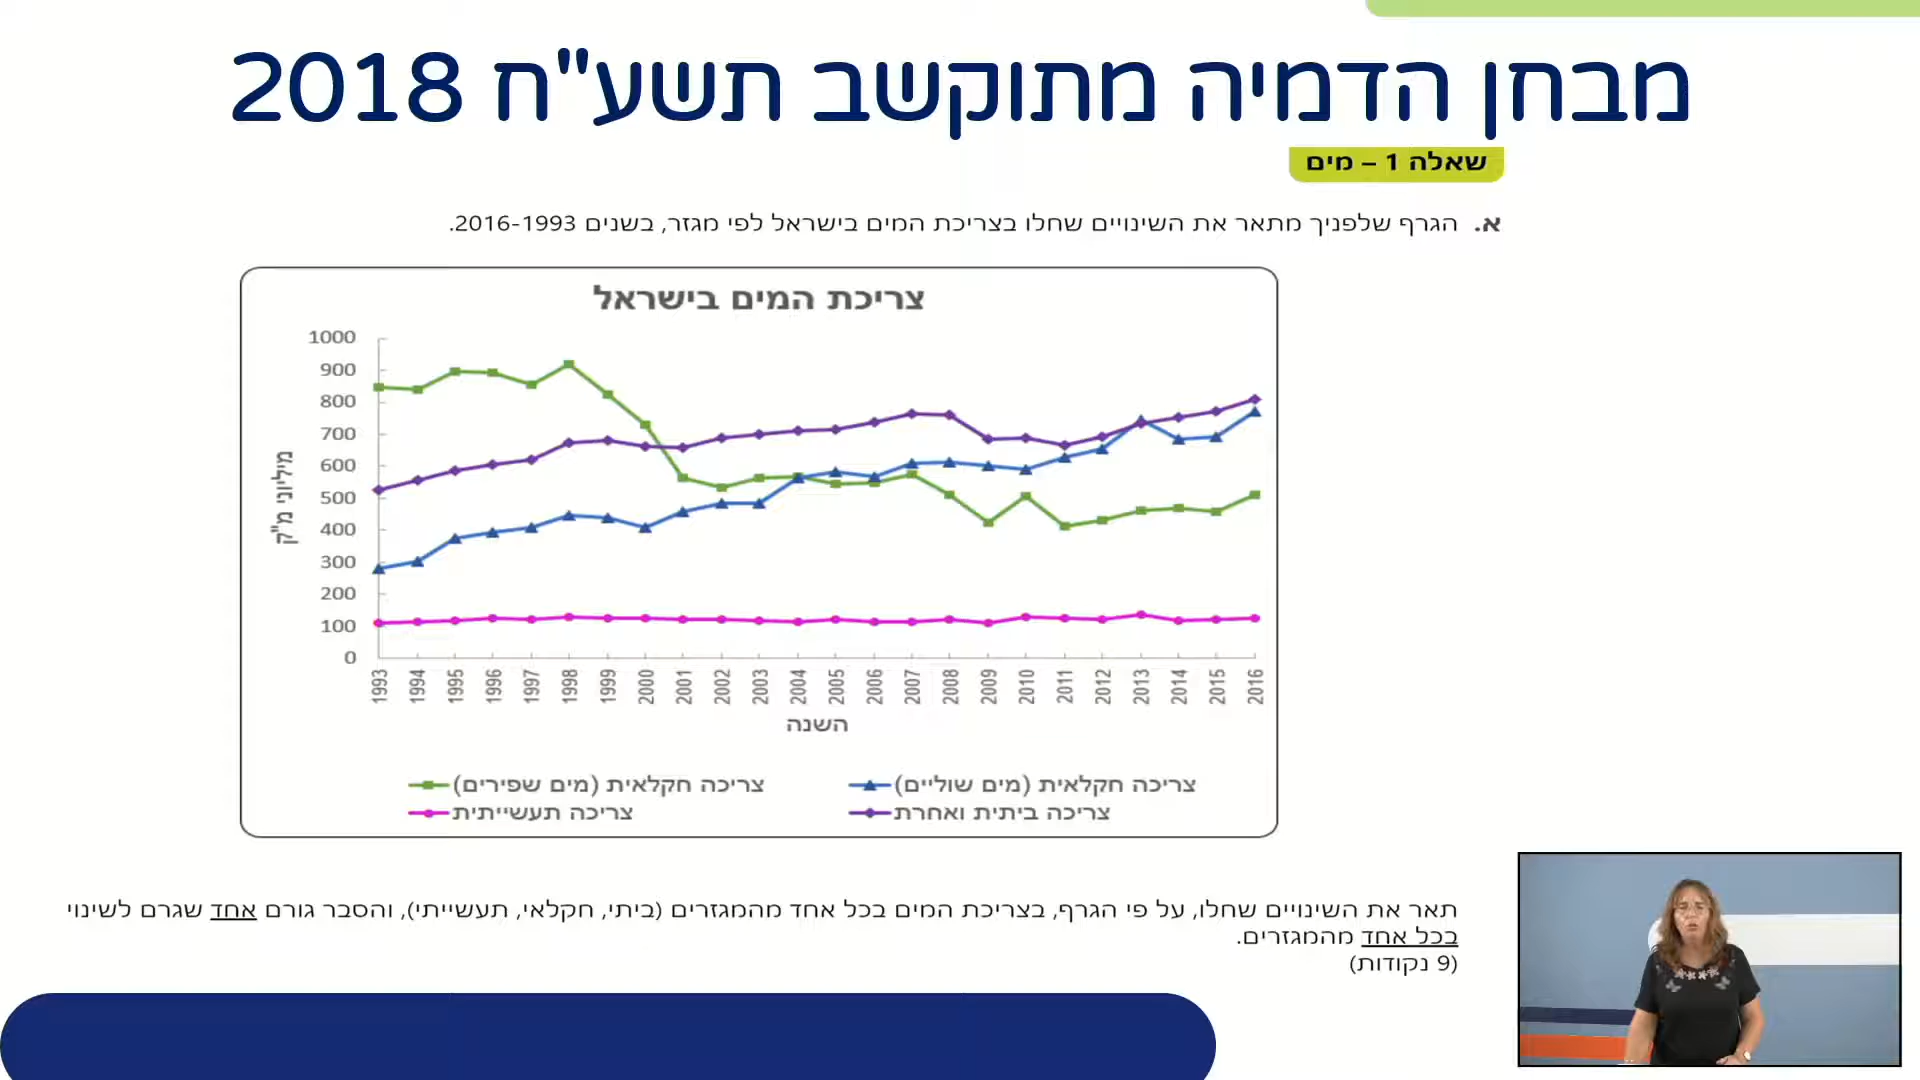 מבחן הדמיה מתוקשב תשע"ח 2018
שאלה 1 – מים
א. הגרף שלפניך מתאר את השינויים שחלו בצריכת המים בישראל לפי מגזר, בשנים 2016-1993.
צריכת המים בישראל
1000
900
800
700
600
500
400
300
200
100
0
מיליוני מ"ק
1993 1994 1995 1996 1997 1998 1999 2000 2001 2002 2003 2004 2005 2006 2007 2008 2009 2010 2011 2012 2013 2014 2015 2016
השנה
צריכה חקלאית (מים שוליים) צריכה חקלאית (מים שפירים)
צריכה ביתית ואחרת צריכה תעשייתית
תאר את השינויים שחלו, על פי הגרף, בצריכת המים בכל אחד מהמגזרים (ביתי, חקלאי, תעשייתי), והסבר גורם אחד שגרם לשינוי
בכל אחד מהמגזרים.
(9 נקודות)